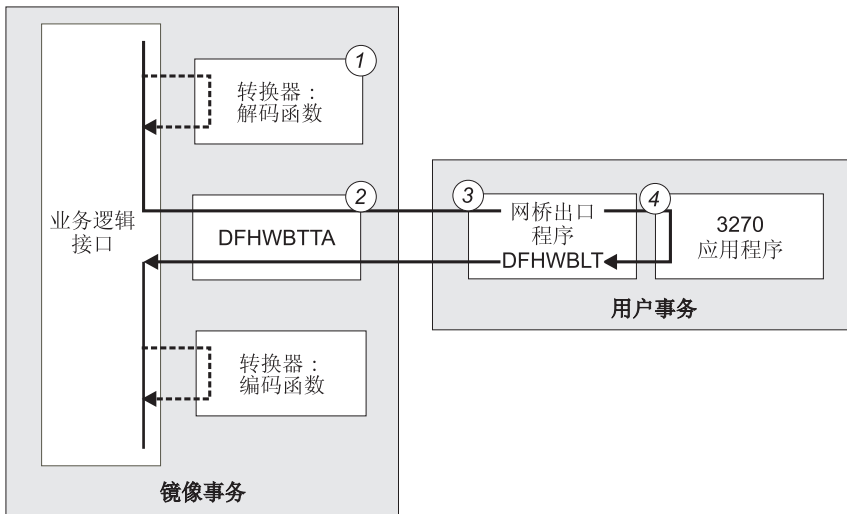 1
转换器：
解码函数
业务逻辑
接口
2
DFHWBTTA
3
网桥出口
程序
DFHWBLT
4
3270
应用程序
用户事务
转换器：
编码函数
镜像事务